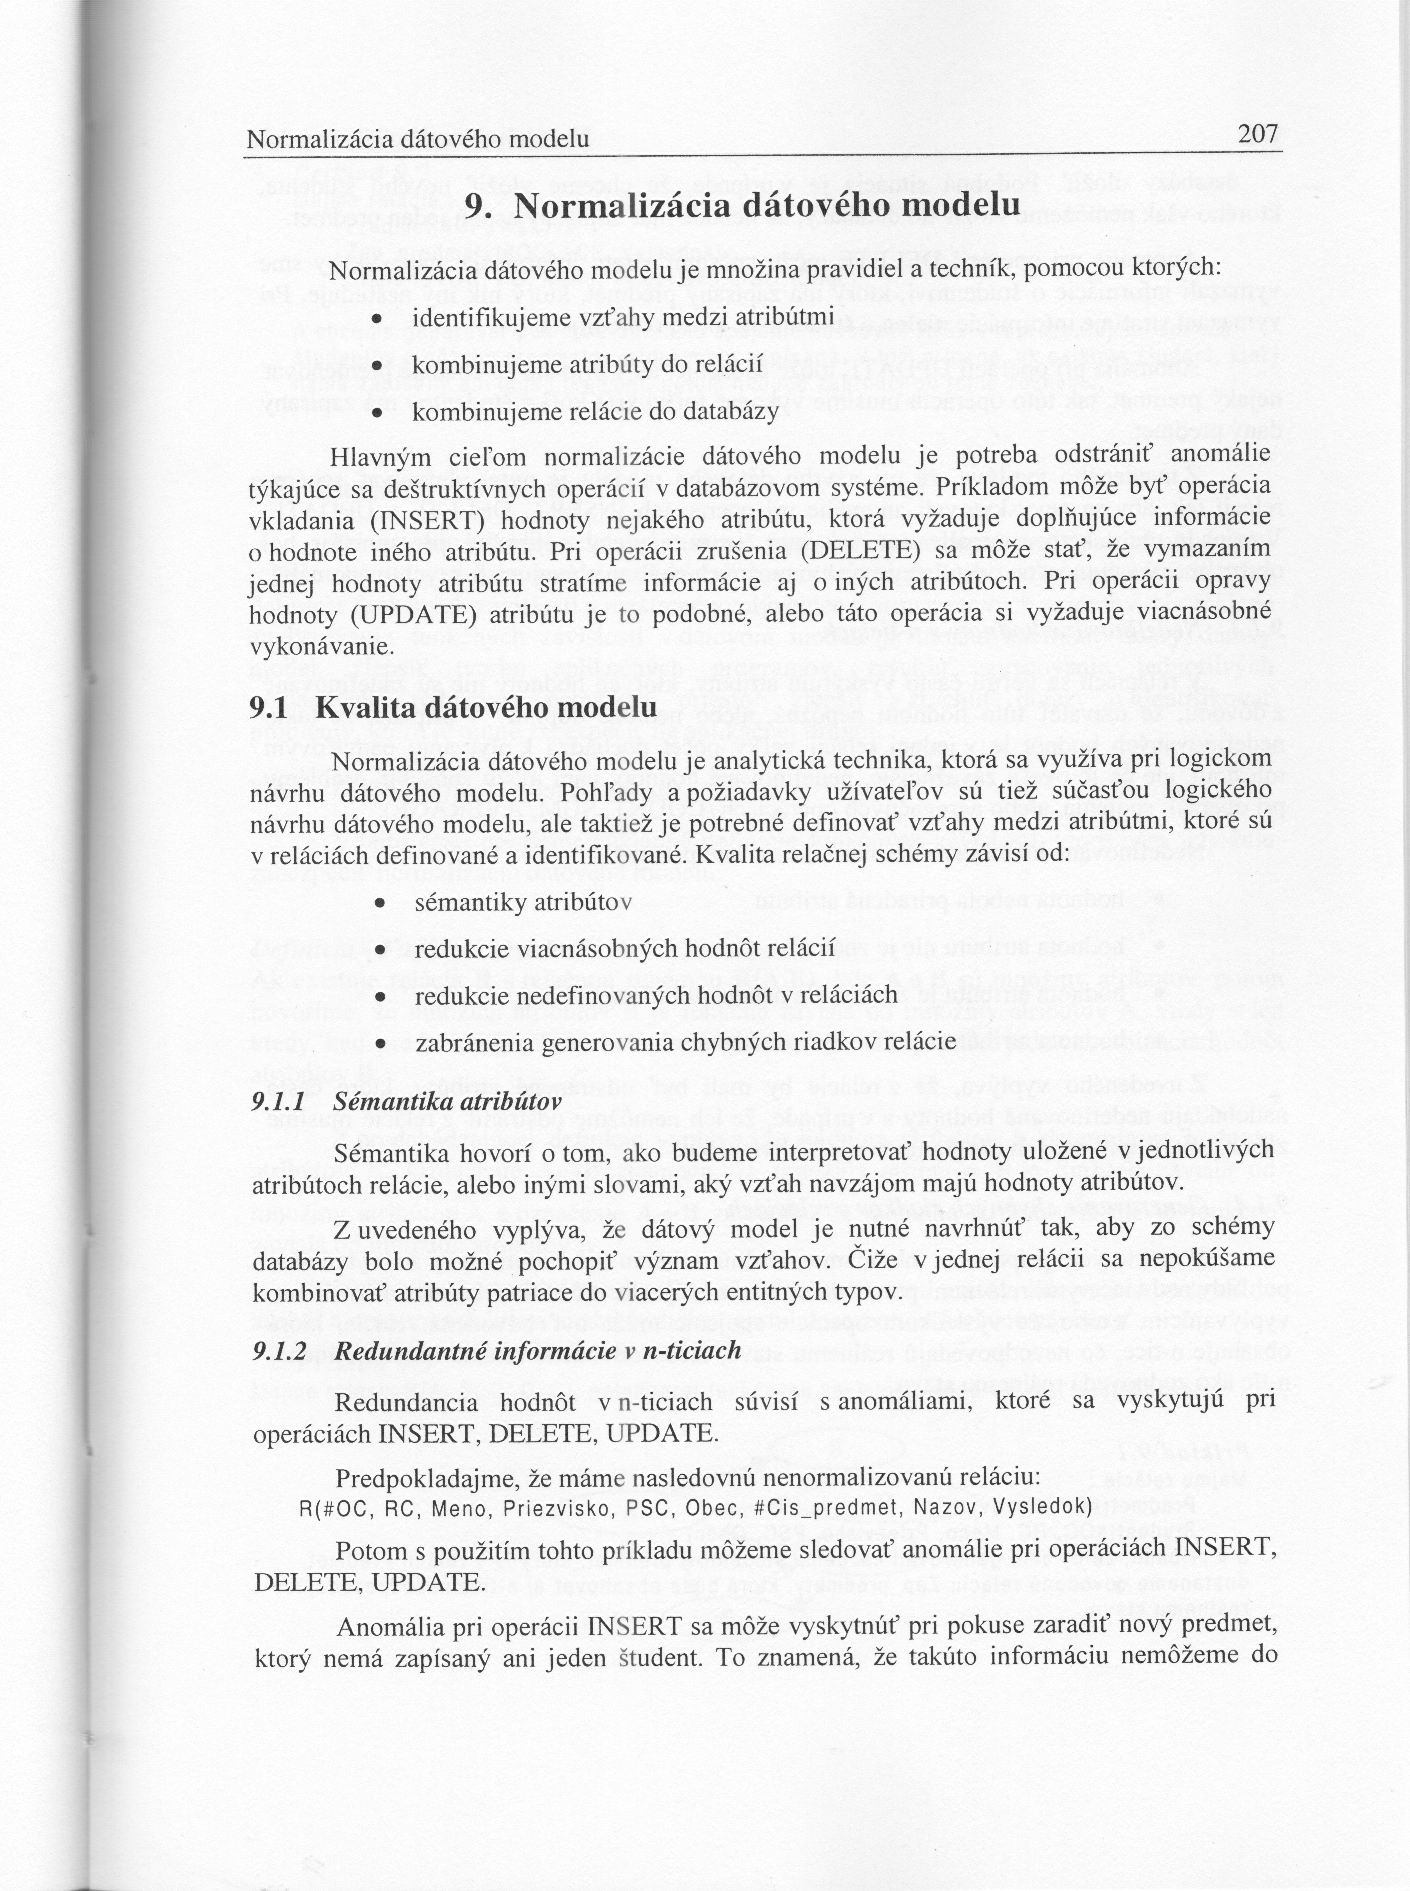 Normalizácia dátového modelu 207
9. Normalizácia dátového modelu
Normalizácia dátového modelu je množina pravidiel a techník, pomocou ktorých:
• identifikujeme vzťahy medzi atribútmi
• kombinujeme atribúty do relácií
• kombinujeme relácie do databázy
Hlavným cieľom normalizácie dátového modelu je potreba odstrániť anomálie
týkajúce sa deštruktívnych operácií v databázovom systéme. Príkladom môže byť operácia
vkladania (INSERT) hodnoty nejakého atribútu, ktorá vyžaduje doplňujúce informácie
o hodnote iného atribútu. Pri operácii zrušenia (DELETE) sa môže stať, že vymazaním
jednej hodnoty atribútu stratíme informácie aj o iných atribútoch. Pri operácii opravy
hodnoty (UPDATE) atribútu je to podobné, alebo táto operácia si vyžaduje viacnásobné
vykonávanie.
9.1 Kvalita dátového modelu
Normalizácia dátového modelu je analytická technika, ktorá sa využíva pri logickom
návrhu dátového modelu. Pohľady a požiadavky užívateľov sú tiež súčasťou logického
návrhu dátového modelu, ale taktiež je potrebné definovať vzťahy medzi atribútmi, ktoré sú
v reláciách definované a identifikované. Kvalita relačnej schémy závisí od:
• sémantiky atribútov
• redukcie viacnásobných hodnôt relácií
• redukcie nedefinovaných hodnôt v reláciách
• zabránenia generovania chybných riadkov relácie
9.1.1 Sémantika atribútov
Sémantika hovorí o tom, ako budeme interpretovať hodnoty uložené v jednotlivých
atribútoch relácie, alebo inými slovami, aký vzťah navzájom majú hodnoty atribútov.
Z uvedeného vyplýva, že dátový model je nutné navrhnúť tak, aby zo schémy
databázy bolo možné pochopiť význam vzťahov. Čiže v jednej relácii sa nepokúšame
kombinovať atribúty patriace do viacerých entitných typov.
9.1.2 Redundantné informácie v n-ticiach
Redundancia hodnôt v n-ticiach súvisí s anomáliami, ktoré sa vyskytujú pri
operáciách INSERT, DELETE, UPDATE.
Predpokladajme, že máme nasledovnú nenormalizovanú reláciu:
R(#OC, RC, Meno, Priezvisko, PSC, Obec, #Cis_predmet, Nazov, Vysledok)
Potom s použitím tohto príkladu môžeme sledovať anomálie pri operáciách INSERT,
DELETE, UPDATE.
Anomália pri operácii INSERT sa môže vyskytnúť pri pokuse zaradiť nový predmet,
ktorý nemá zapísaný ani jeden študent. To znamená, že takúto informáciu nemôžeme do